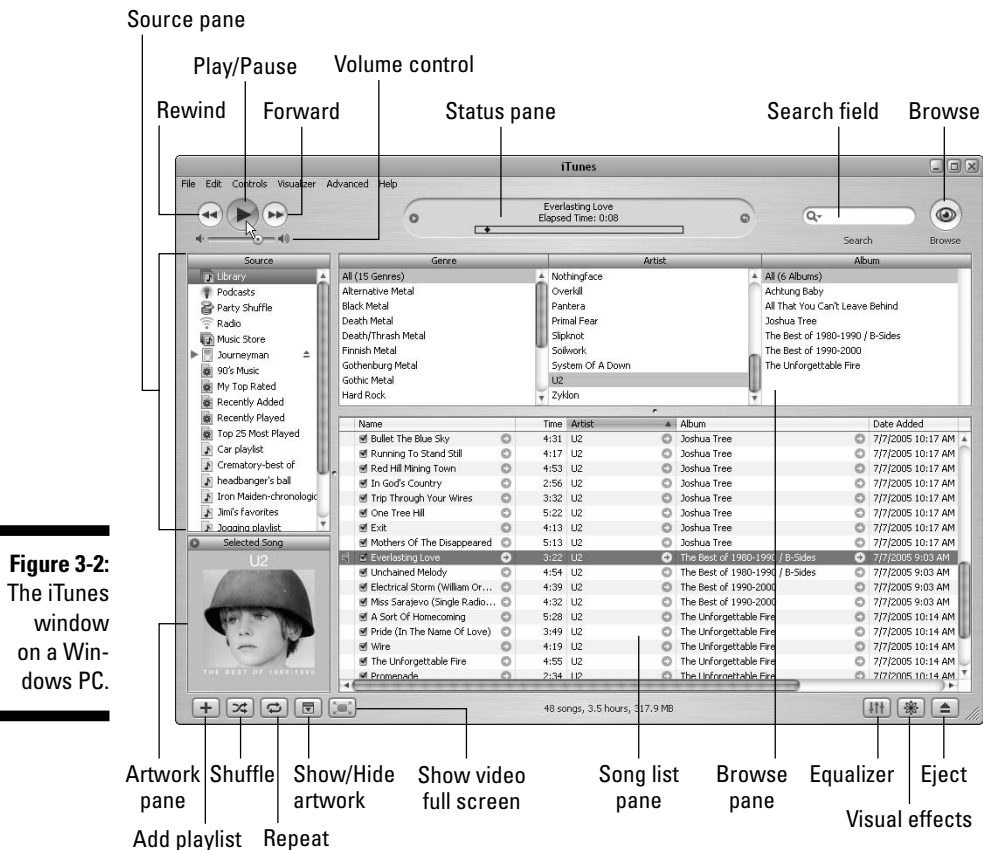 Source pane
Play/Pause
Volume control
Rewind
Forward
Status pane
Search field
Browse
iTunes
File Edit Controls Visualizer Advanced Help
Everlasting Love
Elapsed Time: 0:08
Search
Browse
Source
Library
Podcasts
Party Shuffle
Radio
Music Store
Journeyman
90's Music
My Top Rated
Recently Added
Recently Played
Top 25 Most Played
Car playlist
Crematory-best of
headbanger's ball
Iron Maiden-chronologic
Jimi's favorites
Jogging playlist
Genre
All (15 Genres)
Alternative Metal
Black Metal
Death Metal
Death/Thrash Metal
Finnish Metal
Gothenburg Metal
Gothic Metal
Hard Rock
Artist
Nothingface
Overkill
Pantera
Primal Fear
Slipknot
Soilwork
System Of A Down
U2
Zyklon
Album
All (6 Albums)
Achtung Baby
All That You Can't Leave Behind
Joshua Tree
The Best of 1980-1990 / B-Sides
The Best of 1990-2000
The Unforgettable Fire
Name Time Artist Album Date Added
Bullet The Blue Sky 4:31 U2 Joshua Tree 7/7/2005 10:17 AM
Running To Stand Still 4:17 U2 Joshua Tree 7/7/2005 10:17 AM
Red Hill Mining Town 4:53 U2 Joshua Tree 7/7/2005 10:17 AM
In God's Country 2:56 U2 Joshua Tree 7/7/2005 10:17 AM
Trip Through Your Wires 3:32 U2 Joshua Tree 7/7/2005 10:17 AM
One Tree Hill 5:22 U2 Joshua Tree 7/7/2005 10:17 AM
Exit 4:13 U2 Joshua Tree 7/7/2005 10:17 AM
Mothers Of The Disappeared 5:13 U2 Joshua Tree 7/7/2005 10:17 AM
Everlasting Love 3:22 U2 The Best of 1980-1990 / B-Sides 7/7/2005 9:03 AM
Unchained Melody 4:54 U2 The Best of 1980-1990 / B-Sides 7/7/2005 9:03 AM
Electrical Storm (William Or... 4:39 U2 The Best of 1990-2000 7/7/2005 9:03 AM
Miss Sarajevo (Single Radio... 4:32 U2 The Best of 1990-2000 7/7/2005 9:03 AM
A Sort Of Homecoming 5:28 U2 The Unforgettable Fire 7/7/2005 10:14 AM
Pride (In The Name Of Love) 3:49 U2 The Unforgettable Fire 7/7/2005 10:14 AM
Wire 4:19 U2 The Unforgettable Fire 7/7/2005 10:14 AM
The Unforgettable Fire 4:55 U2 The Unforgettable Fire 7/7/2005 10:14 AM
Promenade 2:34 U2 The Unforgettable Fire 7/7/2005 10:14 AM
Selected Song
U2
THE BEST OF 1980-1990
48 songs, 3.5 hours, 317.9 MB
Figure 3-2:
The iTunes
window
on a Win-
dows PC.
Artwork
pane
Shuffle
Show/Hide
artwork
Show video
full screen
Song list
pane
Browse
pane
Equalizer
Eject
Visual effects
Add playlist
Repeat